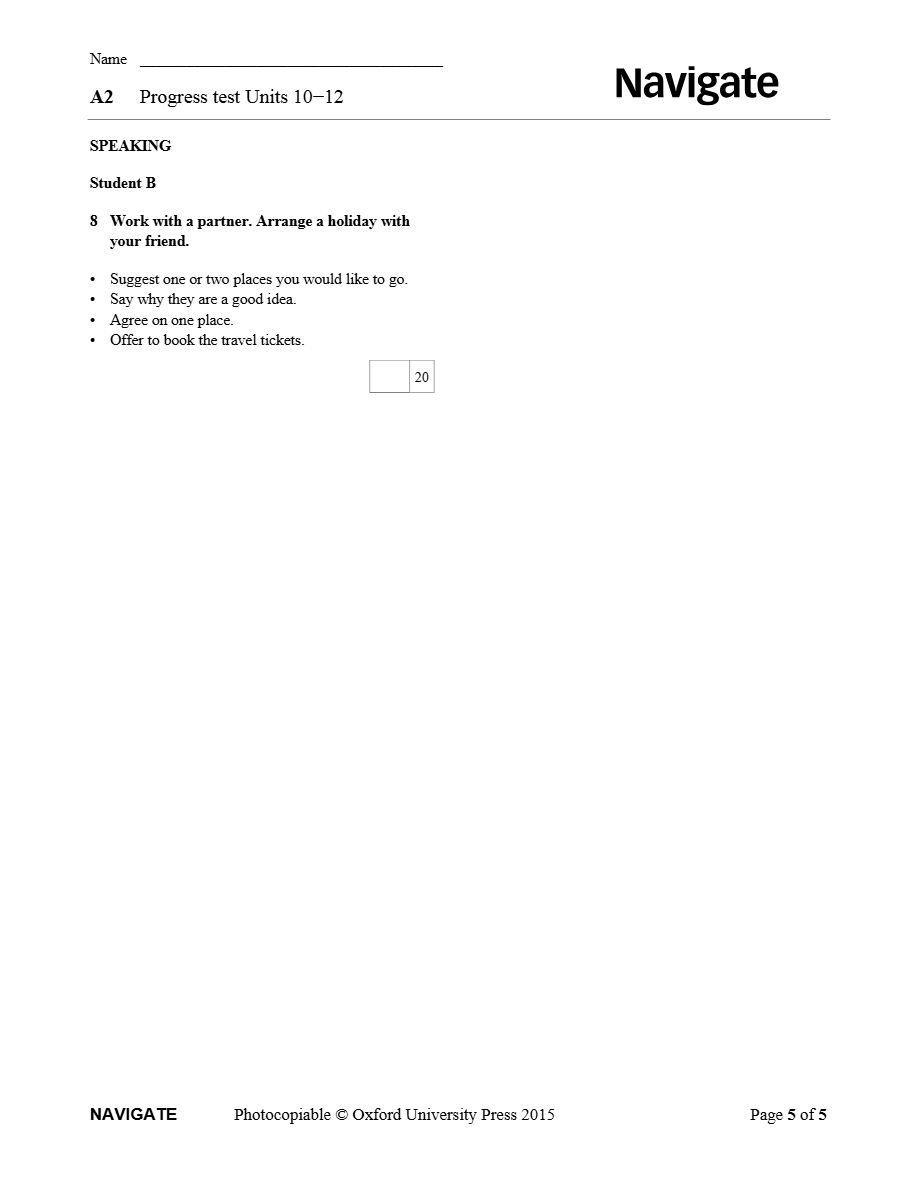 Name ______________________________________
Navigate
A2 Progress test Units 10−12
SPEAKING
Student B
8 Work with a partner. Arrange a holiday with
your friend.
• Suggest one or two places you would like to go.
• Say why they are a good idea.
• Agree on one place.
• Offer to book the travel tickets.
20
NAVIGATE Photocopiable © Oxford University Press 2015 Page 5 of 5